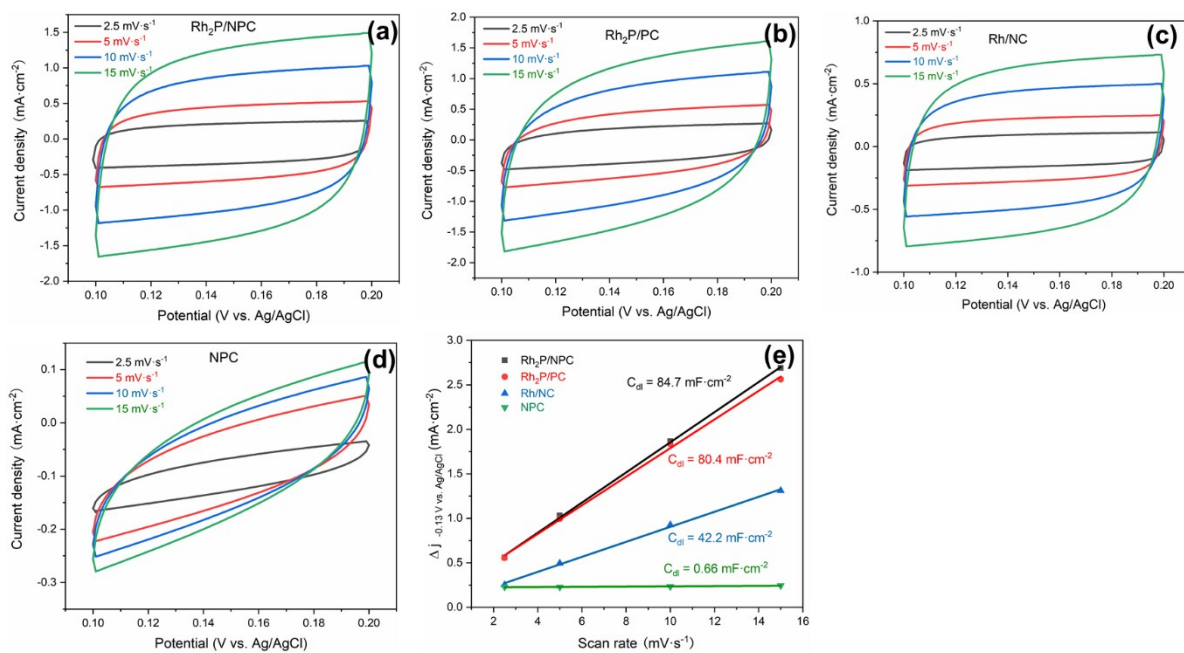 (a)
Rh₂P/NPC
2.5 mV·s⁻¹
5 mV·s⁻¹
10 mV·s⁻¹
15 mV·s⁻¹
1.5
1.0
0.5
0.0
-0.5
-1.0
-1.5
-2.0
Current density (mA·cm⁻²)
0.10 0.12 0.14 0.16 0.18 0.20
Potential (V vs. Ag/AgCl)
(b)
Rh₂P/PC
2.5 mV·s⁻¹
5 mV·s⁻¹
10 mV·s⁻¹
15 mV·s⁻¹
2.0
1.5
1.0
0.5
0.0
-0.5
-1.0
-1.5
-2.0
Current density (mA·cm⁻²)
0.10 0.12 0.14 0.16 0.18 0.20
Potential (V vs. Ag/AgCl)
(c)
Rh/NC
2.5 mV·s⁻¹
5 mV·s⁻¹
10 mV·s⁻¹
15 mV·s⁻¹
1.0
0.5
0.0
-0.5
-1.0
Current density (mA·cm⁻²)
0.10 0.12 0.14 0.16 0.18 0.20
Potential (V vs. Ag/AgCl)
(d)
NPC
2.5 mV·s⁻¹
5 mV·s⁻¹
10 mV·s⁻¹
15 mV·s⁻¹
0.1
0.0
-0.1
-0.2
-0.3
Current density (mA·cm⁻²)
0.10 0.12 0.14 0.16 0.18 0.20
Potential (V vs. Ag/AgCl)
(e)
Rh₂P/NPC
Rh₂P/PC
Rh/NC
NPC
C_dl = 84.7 mF·cm⁻²
C_dl = 80.4 mF·cm⁻²
C_dl = 42.2 mF·cm⁻²
C_dl = 0.66 mF·cm⁻²
3.0
2.5
2.0
1.5
1.0
0.5
0.0
Δ j -0.13 V vs. Ag/AgCl (mA·cm⁻²)
2 4 6 8 10 12 14 16
Scan rate (mV·s⁻¹)